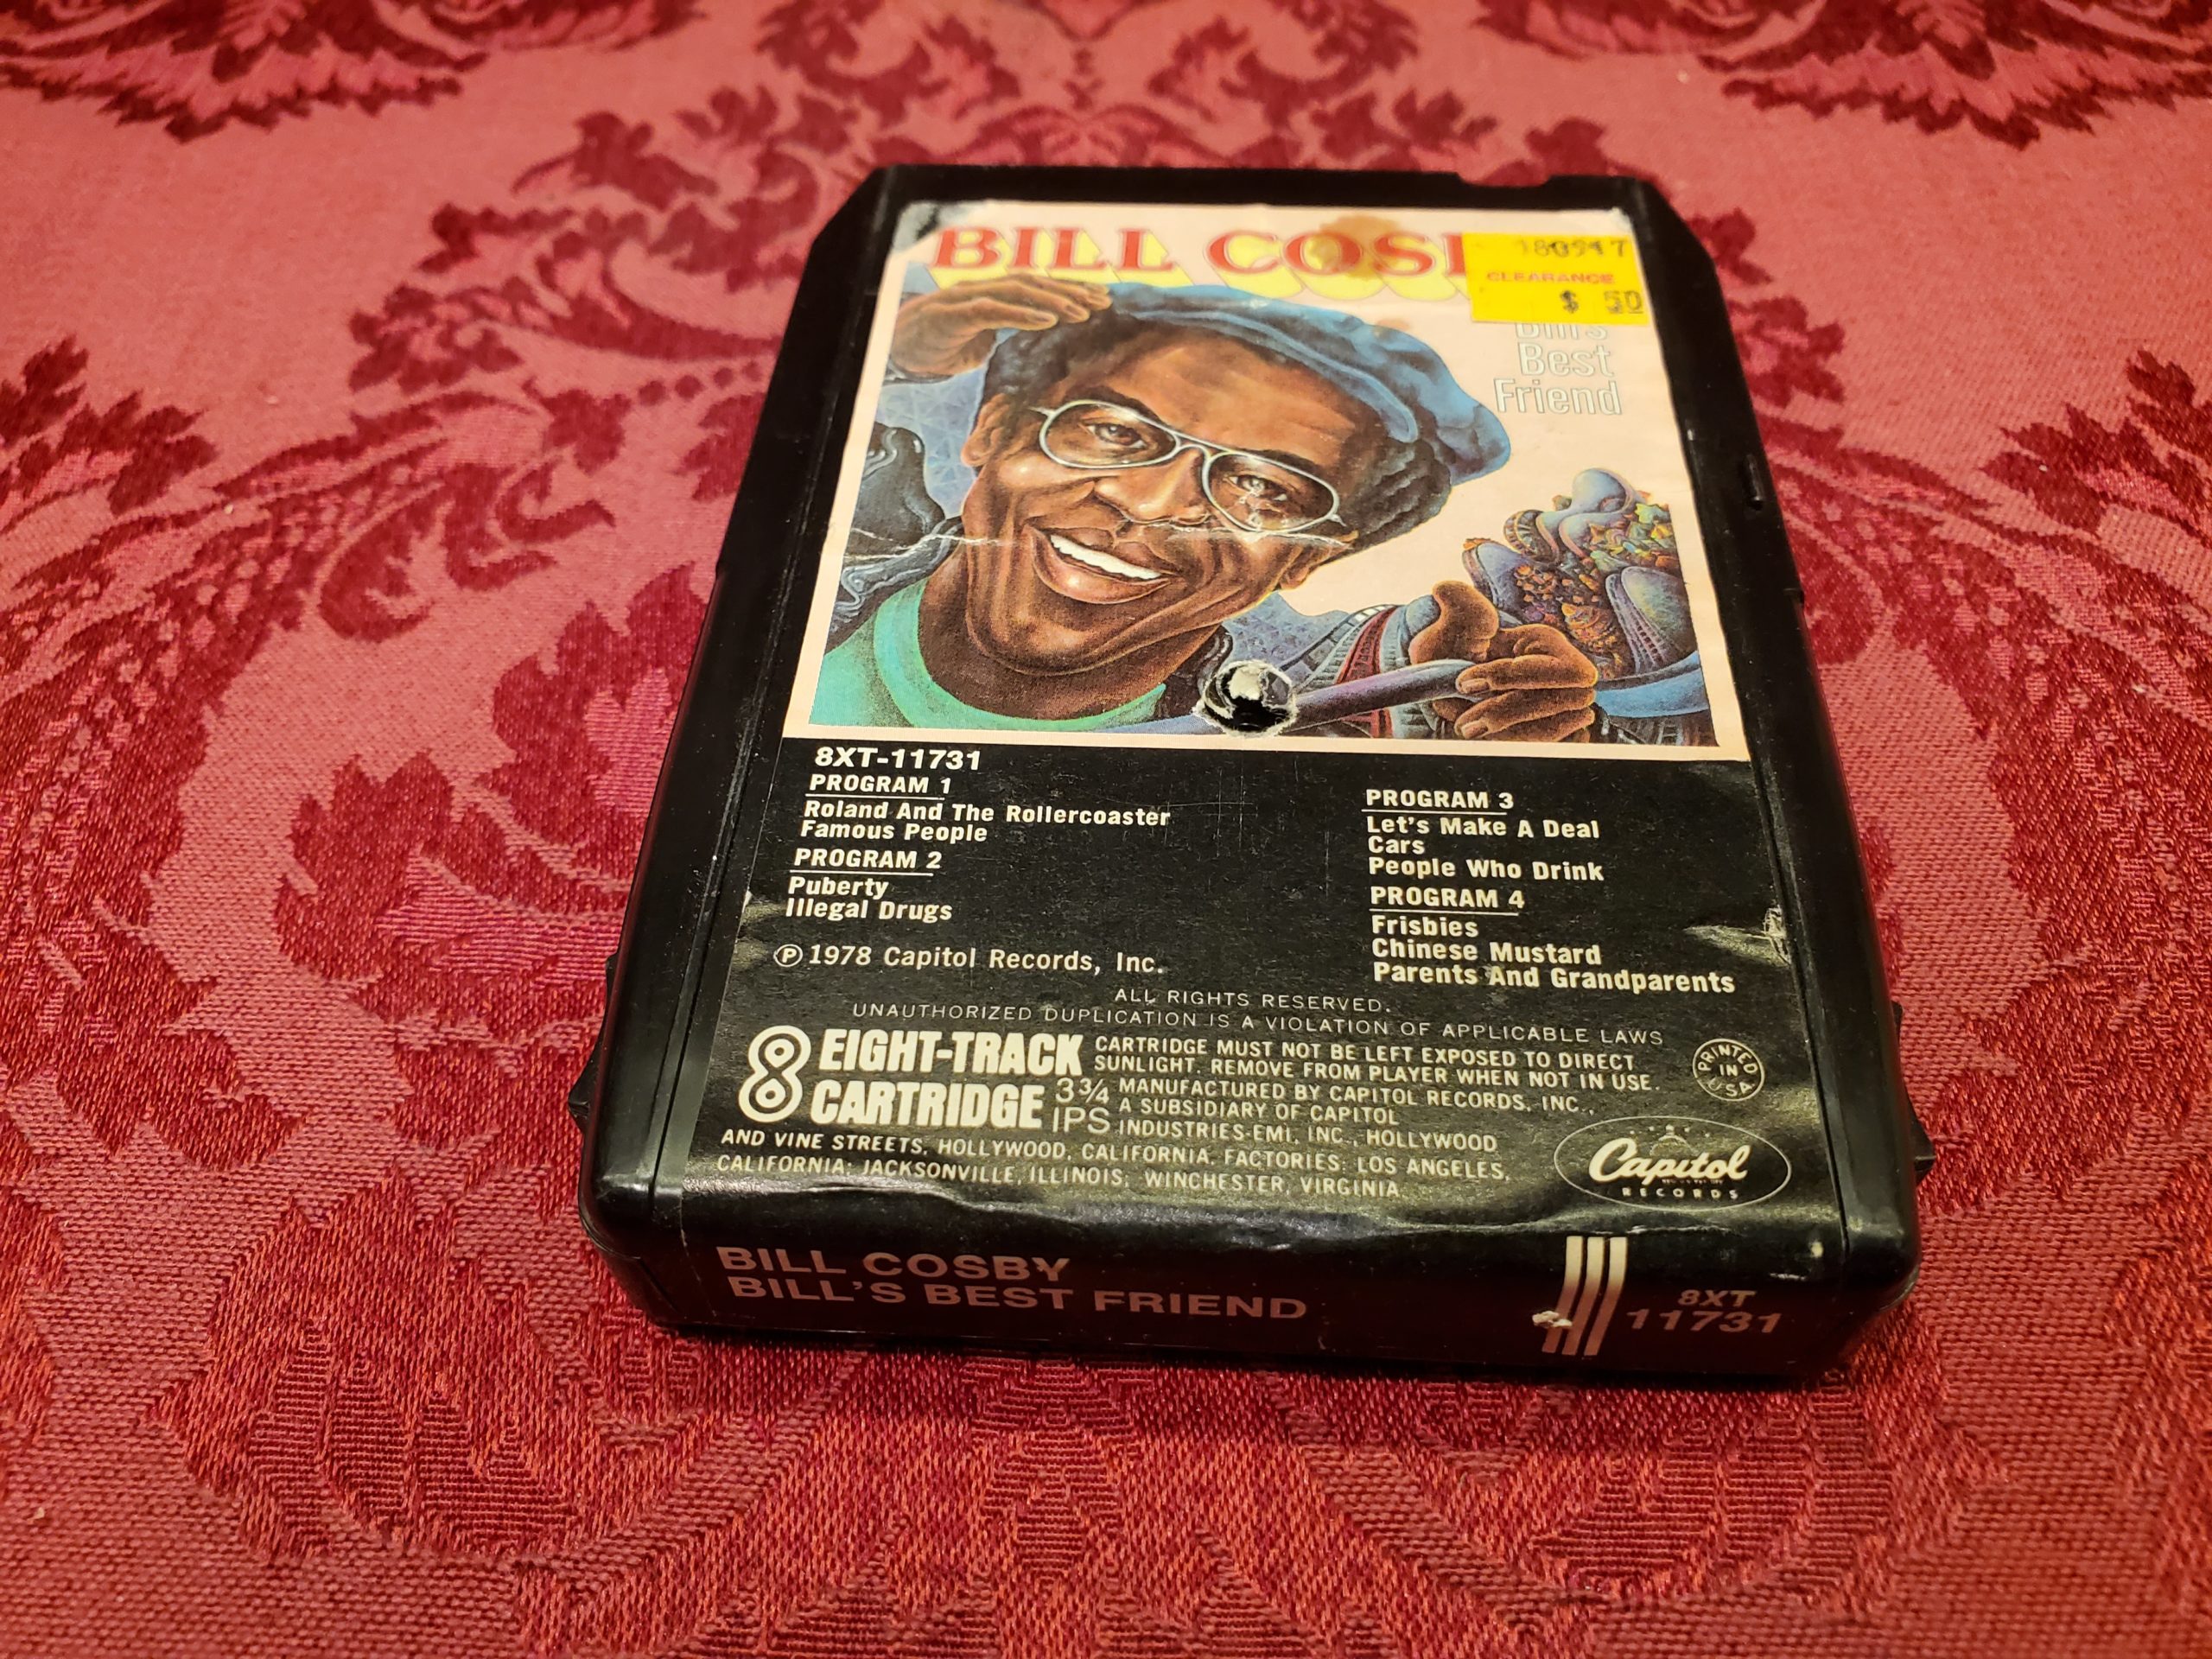 BILL COS
CLEARANCE
$ 50
Bill's
Best
Friend
8XT-11731
PROGRAM 1
Roland And The Rollercoaster
Famous People
PROGRAM 2
Puberty
Illegal Drugs
℗ 1978 Capitol Records, Inc.
PROGRAM 3
Let's Make A Deal
Cars
People Who Drink
PROGRAM 4
Frisbies
Chinese Mustard
Parents And Grandparents
ALL RIGHTS RESERVED.
UNAUTHORIZED DUPLICATION IS A VIOLATION OF APPLICABLE LAWS
8 EIGHT-TRACK
CARTRIDGE 3¾
IPS
CARTRIDGE MUST NOT BE LEFT EXPOSED TO DIRECT
SUNLIGHT. REMOVE FROM PLAYER WHEN NOT IN USE.
MANUFACTURED BY CAPITOL RECORDS, INC.,
A SUBSIDIARY OF CAPITOL
INDUSTRIES-EMI, INC., HOLLYWOOD
AND VINE STREETS, HOLLYWOOD, CALIFORNIA. FACTORIES: LOS ANGELES,
CALIFORNIA; JACKSONVILLE, ILLINOIS; WINCHESTER, VIRGINIA.
PRINTED
IN
USA
Capitol
RECORDS
BILL COSBY
BILL'S BEST FRIEND
8XT
11731